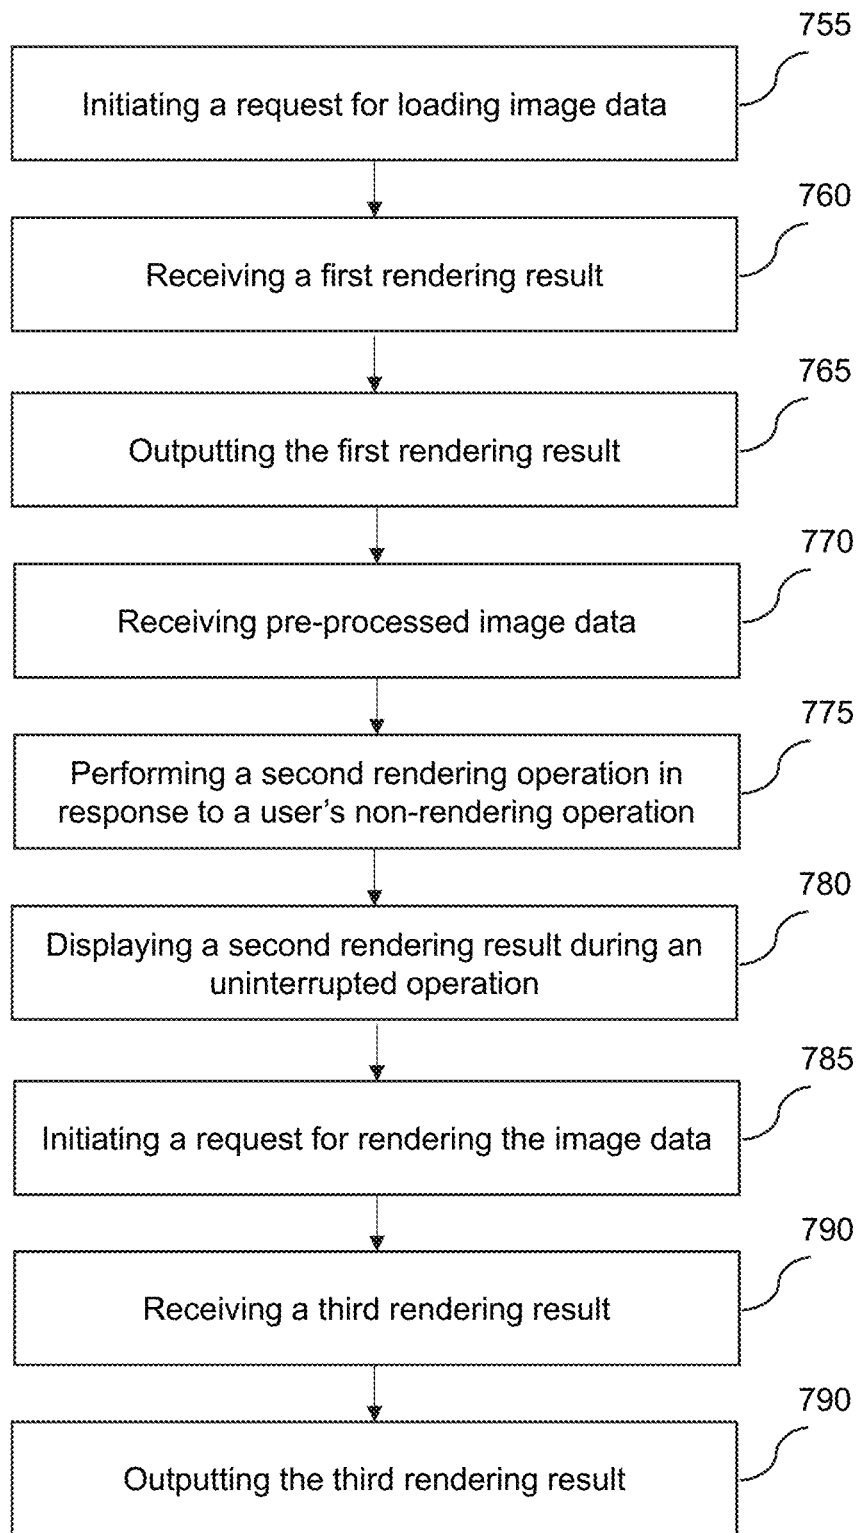 755
Initiating a request for loading image data
760
Receiving a first rendering result
765
Outputting the first rendering result
770
Receiving pre-processed image data
775
Performing a second rendering operation in
response to a user's non-rendering operation
780
Displaying a second rendering result during an
uninterrupted operation
785
Initiating a request for rendering the image data
790
Receiving a third rendering result
790
Outputting the third rendering result